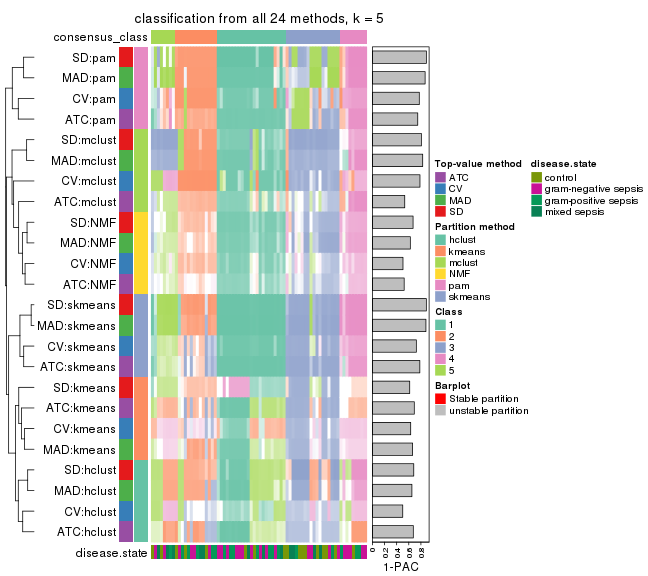 classification from all 24 methods, k = 5
consensus_class
SD:pam
MAD:pam
CV:pam
ATC:pam
SD:mclust
MAD:mclust
CV:mclust
ATC:mclust
SD:NMF
MAD:NMF
CV:NMF
ATC:NMF
SD:skmeans
MAD:skmeans
CV:skmeans
ATC:skmeans
SD:kmeans
ATC:kmeans
CV:kmeans
MAD:kmeans
SD:hclust
MAD:hclust
CV:hclust
ATC:hclust
disease.state
0 0.2 0.4 0.6 0.8
1-PAC
Top-value method
ATC
CV
MAD
SD
Partition method
hclust
kmeans
mclust
NMF
pam
skmeans
Class
1
2
3
4
5
Barplot
Stable partition
unstable partition
disease.state
control
gram-negative sepsis
gram-positive sepsis
mixed sepsis